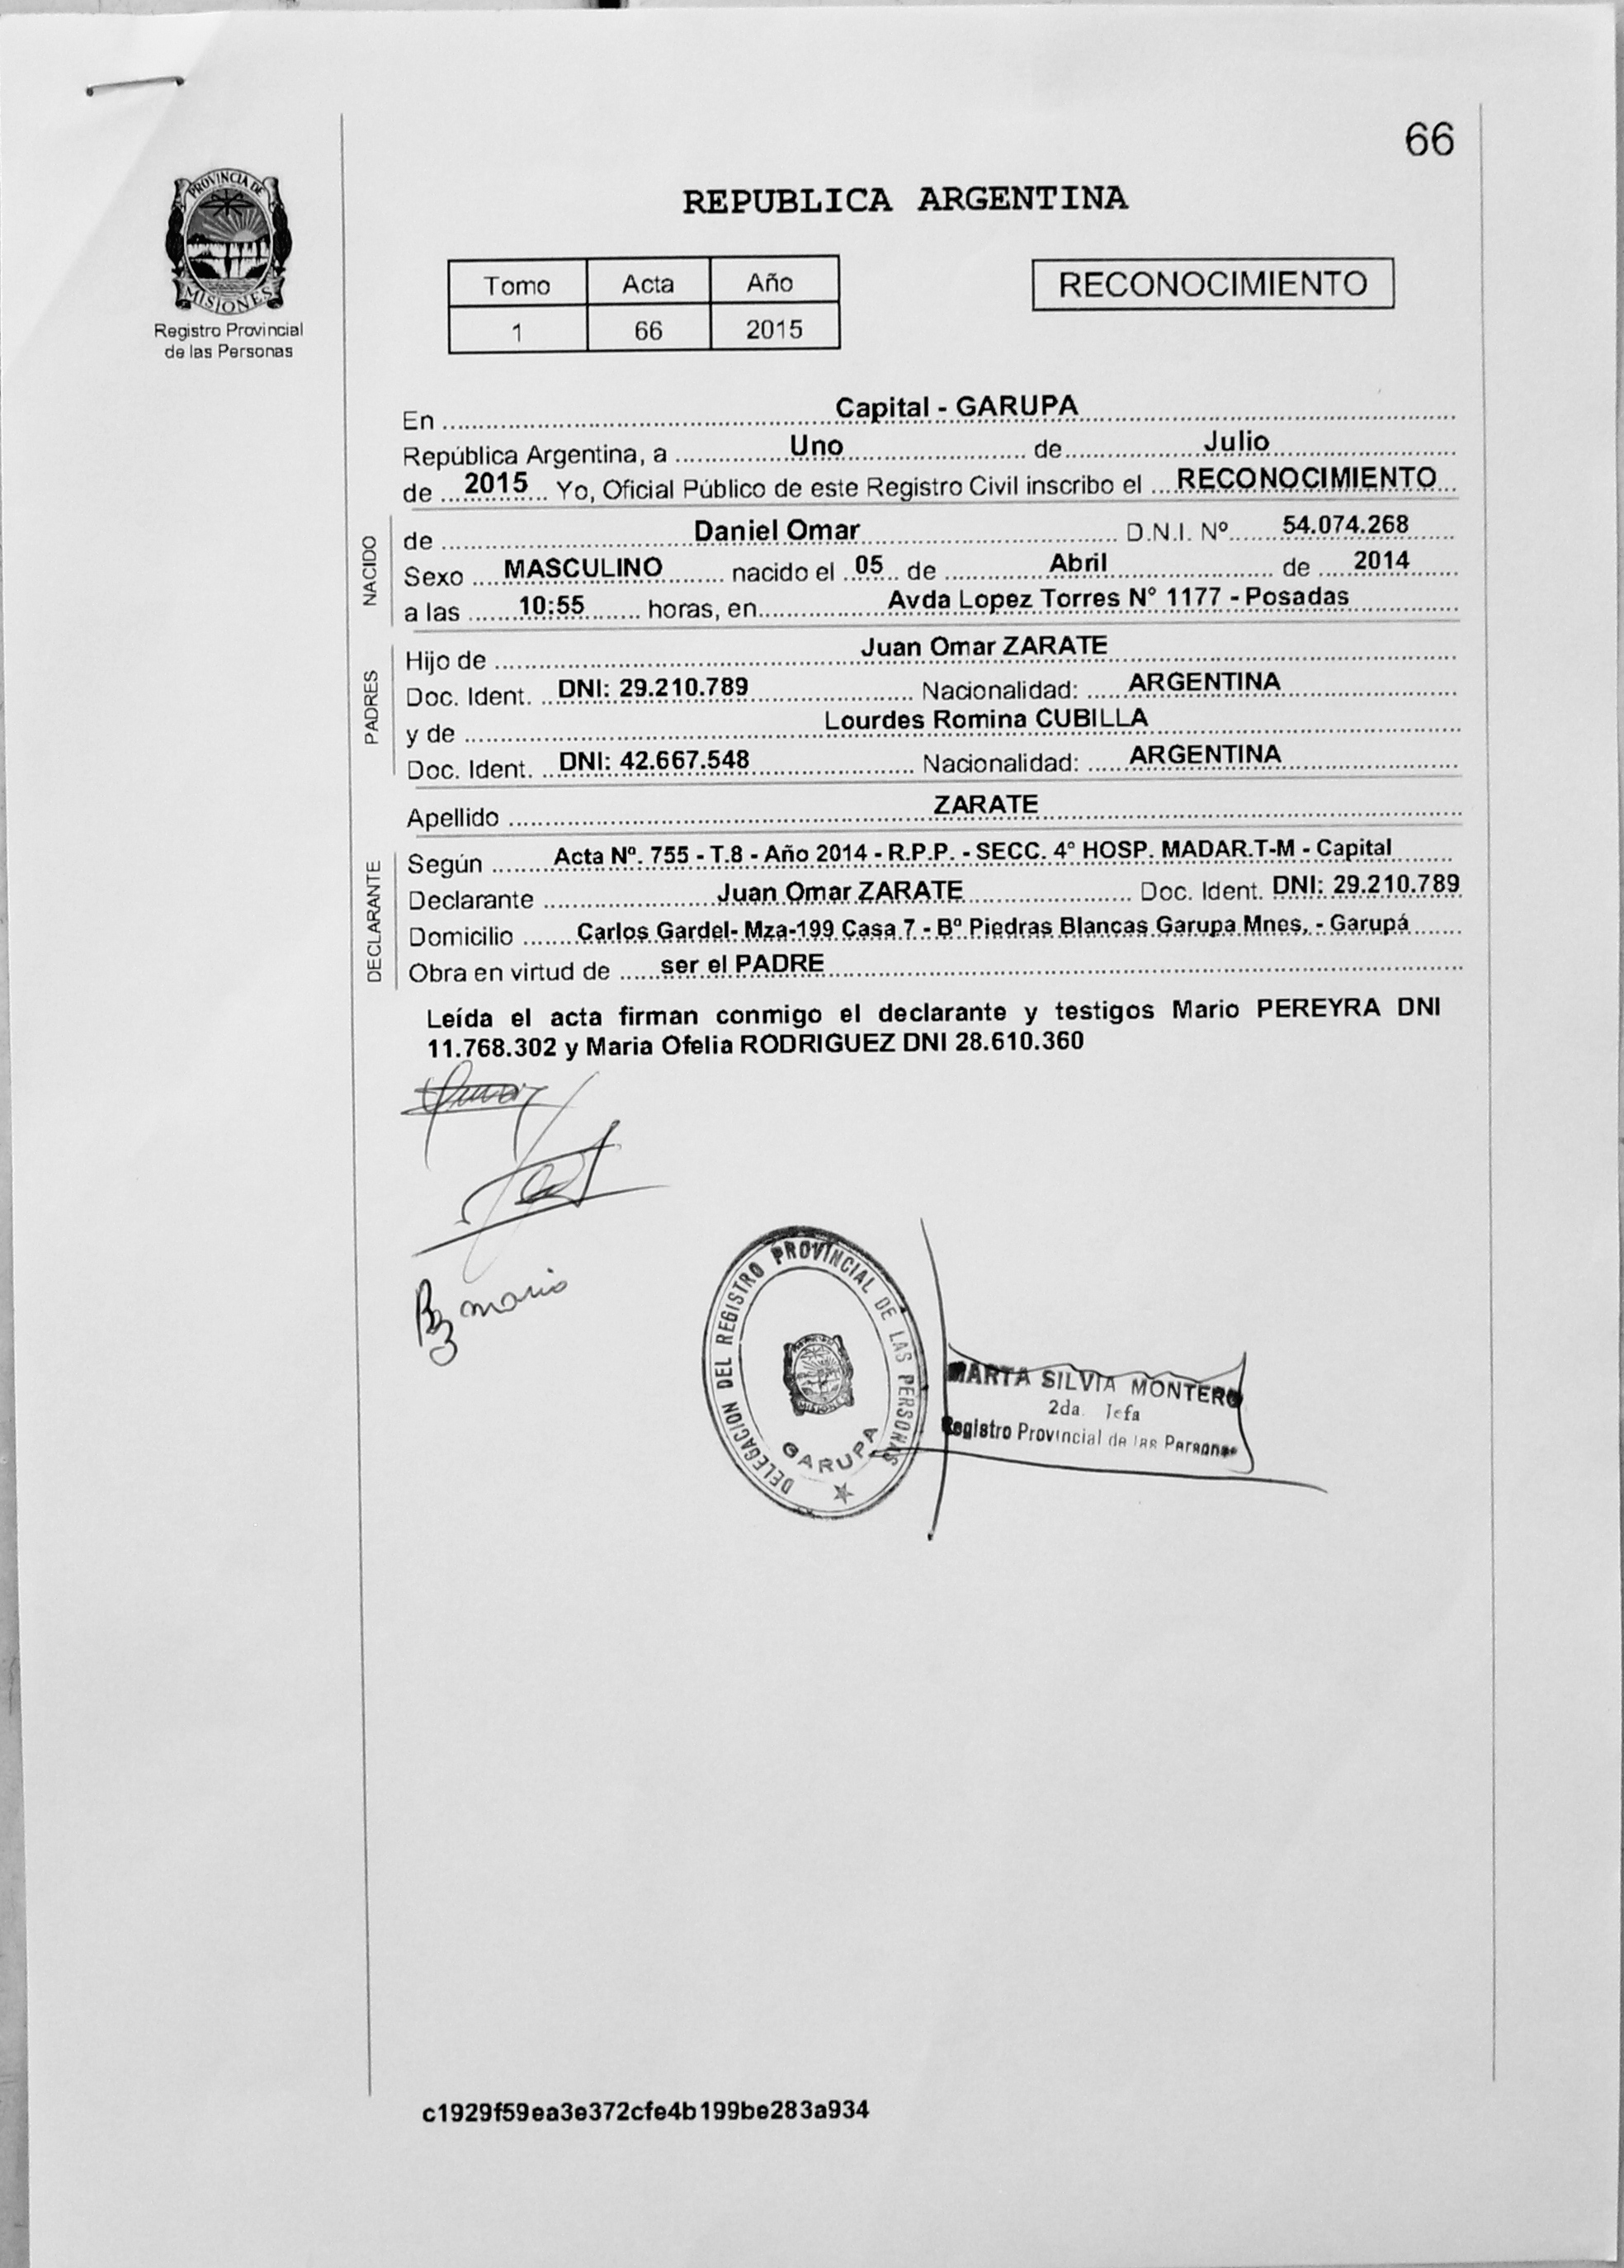 66
PROVINCIA DE
MISIONES
Registro Provincial
de las Personas
REPUBLICA ARGENTINA
Tomo Acta Año
1 66 2015
RECONOCIMIENTO
En Capital - GARUPA
República Argentina, a Uno de Julio
de 2015 Yo, Oficial Público de este Registro Civil inscribo el RECONOCIMIENTO
NACIDO
de Daniel Omar D.N.I. Nº 54.074.268
Sexo MASCULINO nacido el 05 de Abril de 2014
a las 10:55 horas, en Avda Lopez Torres N° 1177 - Posadas
PADRES
Hijo de Juan Omar ZARATE
Doc. Ident. DNI: 29.210.789 Nacionalidad: ARGENTINA
y de Lourdes Romina CUBILLA
Doc. Ident. DNI: 42.667.548 Nacionalidad: ARGENTINA
Apellido ZARATE
DECLARANTE
Según Acta Nº. 755 - T.8 - Año 2014 - R.P.P. - SECC. 4° HOSP. MADAR.T-M - Capital
Declarante Juan Omar ZARATE Doc. Ident. DNI: 29.210.789
Domicilio Carlos Gardel- Mza-199 Casa 7 - Bº Piedras Blancas Garupa Mnes, - Garupá
Obra en virtud de ser el PADRE
Leída el acta firman conmigo el declarante y testigos Mario PEREYRA DNI
11.768.302 y Maria Ofelia RODRIGUEZ DNI 28.610.360
mario
DELEGACION DEL REGISTRO PROVINCIAL DE LAS PERSONAS
GARUPA
MARTA SILVIA MONTERO
2da. Jefa
Registro Provincial de las Personas
c1929f59ea3e372cfe4b199be283a934